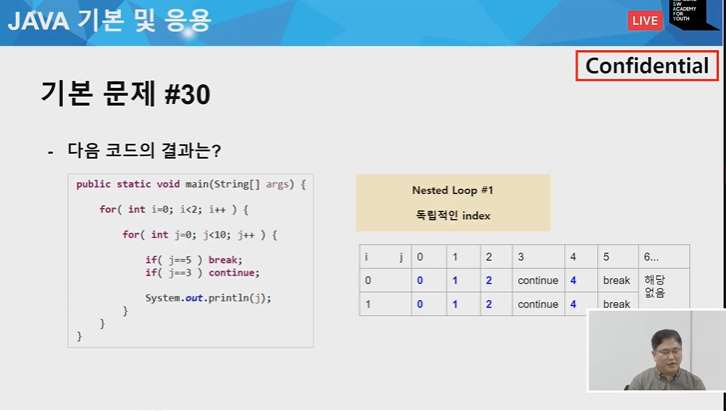 JAVA 기본 및 응용
LIVE
SW
ACADEMY
FOR
YOUTH
Confidential
기본 문제 #30
- 다음 코드의 결과는?
public static void main(String[] args) {
for( int i=0; i<2; i++ ) {
for( int j=0; j<10; j++ ) {
if( j==5 ) break;
if( j==3 ) continue;
System.out.println(j);
}
}
}
Nested Loop #1
독립적인 index
i j 0 1 2 3 4 5 6...
0 0 1 2 continue 4 break 해당 없음
1 0 1 2 continue 4 break